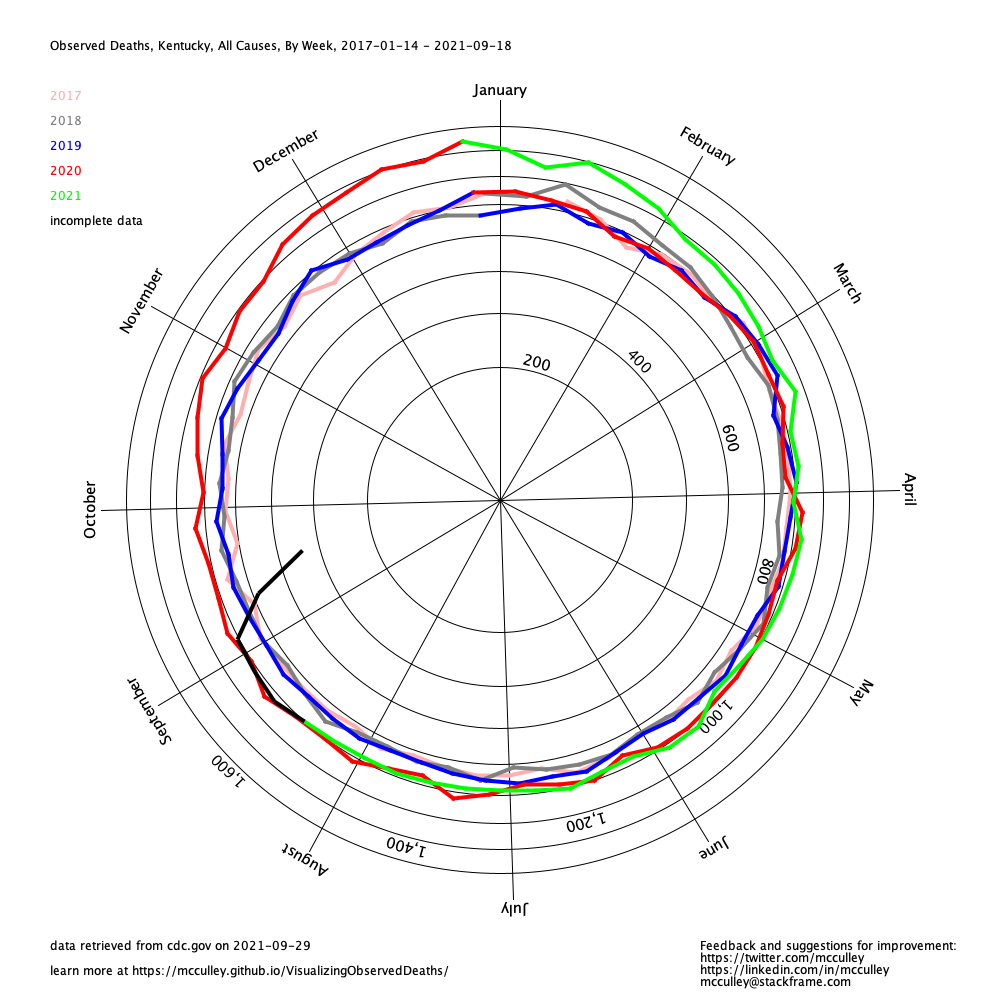 Observed Deaths, Kentucky, All Causes, By Week, 2017-01-14 - 2021-09-18
2017
2018
2019
2020
2021
incomplete data
January
February
March
April
May
June
July
August
September
October
November
December
200
400
600
800
1,000
1,200
1,400
1,600
data retrieved from cdc.gov on 2021-09-29
learn more at https://mcculley.github.io/VisualizingObservedDeaths/
Feedback and suggestions for improvement:
https://twitter.com/mcculley
https://linkedin.com/in/mcculley
mcculley@stackframe.com